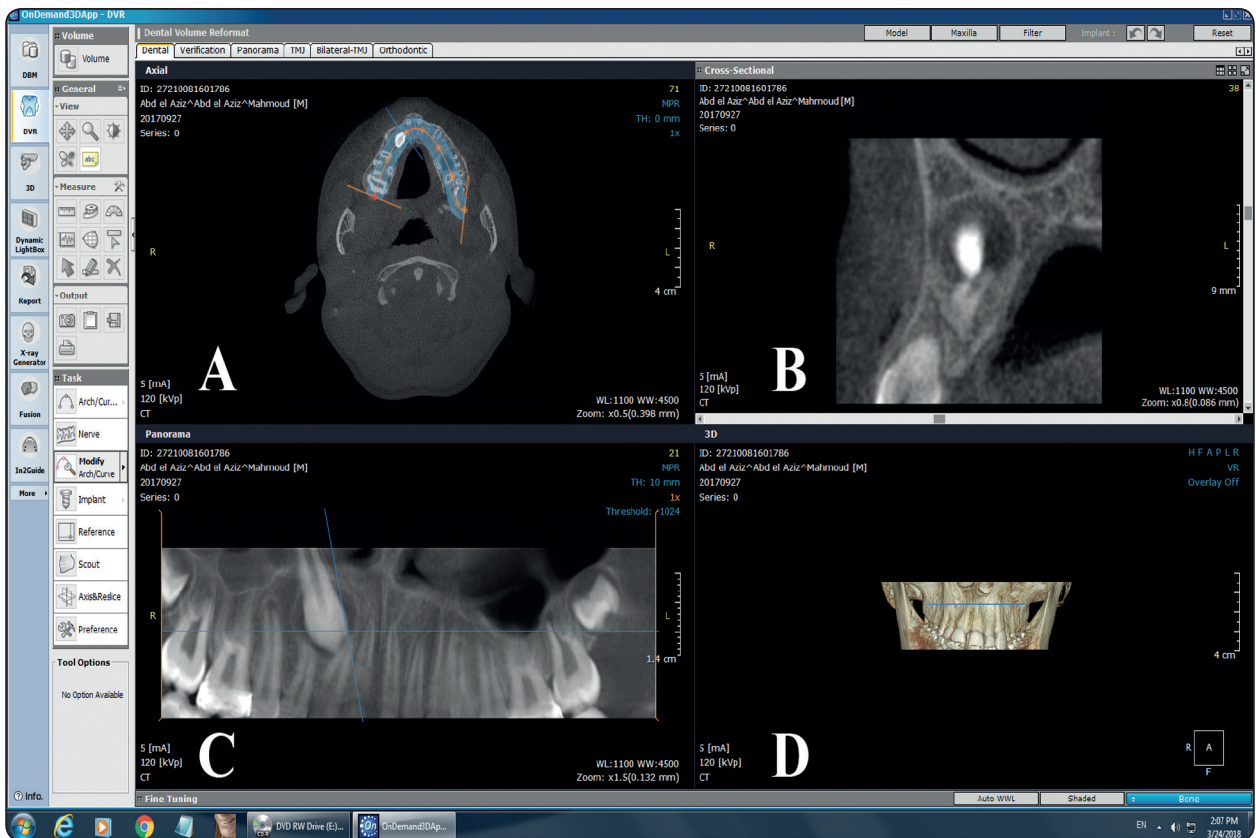 OnDemand3DApp - DVR
DBM
DVR
3D
Dynamic
LightBox
Report
X-ray
Generator
Fusion
In2Guide
More
Info.
Volume
Volume
General
View
abc
Measure
Output
Task
Arch/Cur...
Nerve
Modify
Arch/Curve
Implant
Reference
Scout
Axis&Reslice
Preference
Tool Options
No Option Available
Dental Volume Reformat
Model
Maxilla
Filter
Implant :
Reset
Dental
Verification
Panorama
TMJ
Bilateral-TMJ
Orthodontic
Axial
ID: 27210081601786
Abd el Aziz^Abd el Aziz^Mahmoud [M]
20170927
Series: 0
71
MPR
TH: 0 mm
1x
R
L
4 cm
A
5 [mA]
120 [kVp]
CT
WL:1100 WW:4500
Zoom: x0.5(0.398 mm)
Cross-Sectional
ID: 27210081601786
Abd el Aziz^Abd el Aziz^Mahmoud [M]
20170927
Series: 0
38
R
L
9 mm
B
5 [mA]
120 [kVp]
CT
WL:1100 WW:4500
Zoom: x0.8(0.086 mm)
Panorama
ID: 27210081601786
Abd el Aziz^Abd el Aziz^Mahmoud [M]
20170927
Series: 0
21
MPR
TH: 10 mm
1x
Threshold: -1024
R
L
1.4 cm
C
5 [mA]
120 [kVp]
CT
WL:1100 WW:4500
Zoom: x1.5(0.132 mm)
3D
ID: 27210081601786
Abd el Aziz^Abd el Aziz^Mahmoud [M]
20170927
Series: 0
H F A P L R
VR
Overlay Off
4 cm
D
5 [mA]
120 [kVp]
CT
R
A
F
Fine Tuning
Auto WWL
Shaded
Bone
DVD RW Drive (E:)...
OnDemand3DAp...
EN
2:07 PM
3/24/2018